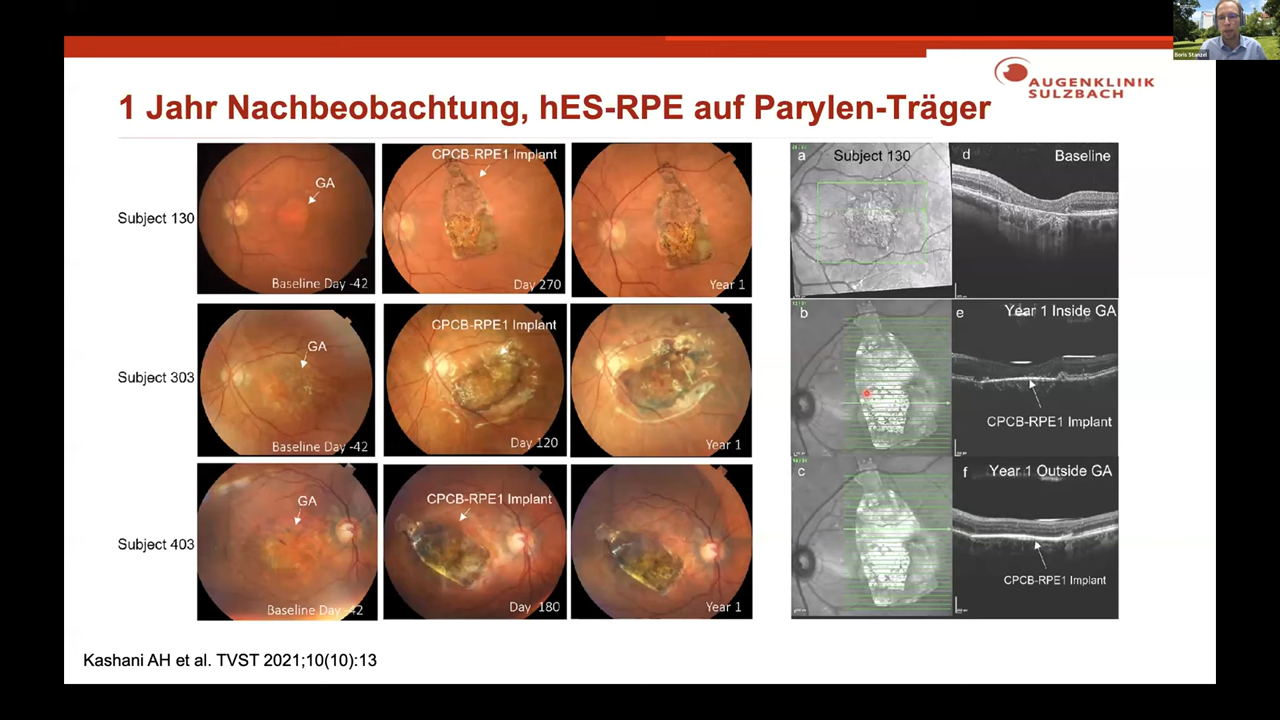 Boris Stanzel
AUGENKLINIK
SULZBACH
1 Jahr Nachbeobachtung, hES-RPE auf Parylen-Träger
Subject 130
GA
Baseline Day -42
CPCB-RPE1 Implant
Day 270
Year 1
Subject 303
GA
Baseline Day -42
CPCB-RPE1 Implant
Day 120
Year 1
Subject 403
GA
Baseline Day -42
CPCB-RPE1 Implant
Day 180
Year 1
a
Subject 130
d
Baseline
b
e
Year 1 Inside GA
CPCB-RPE1 Implant
c
f
Year 1 Outside GA
CPCB-RPE1 Implant
Kashani AH et al. TVST 2021;10(10):13